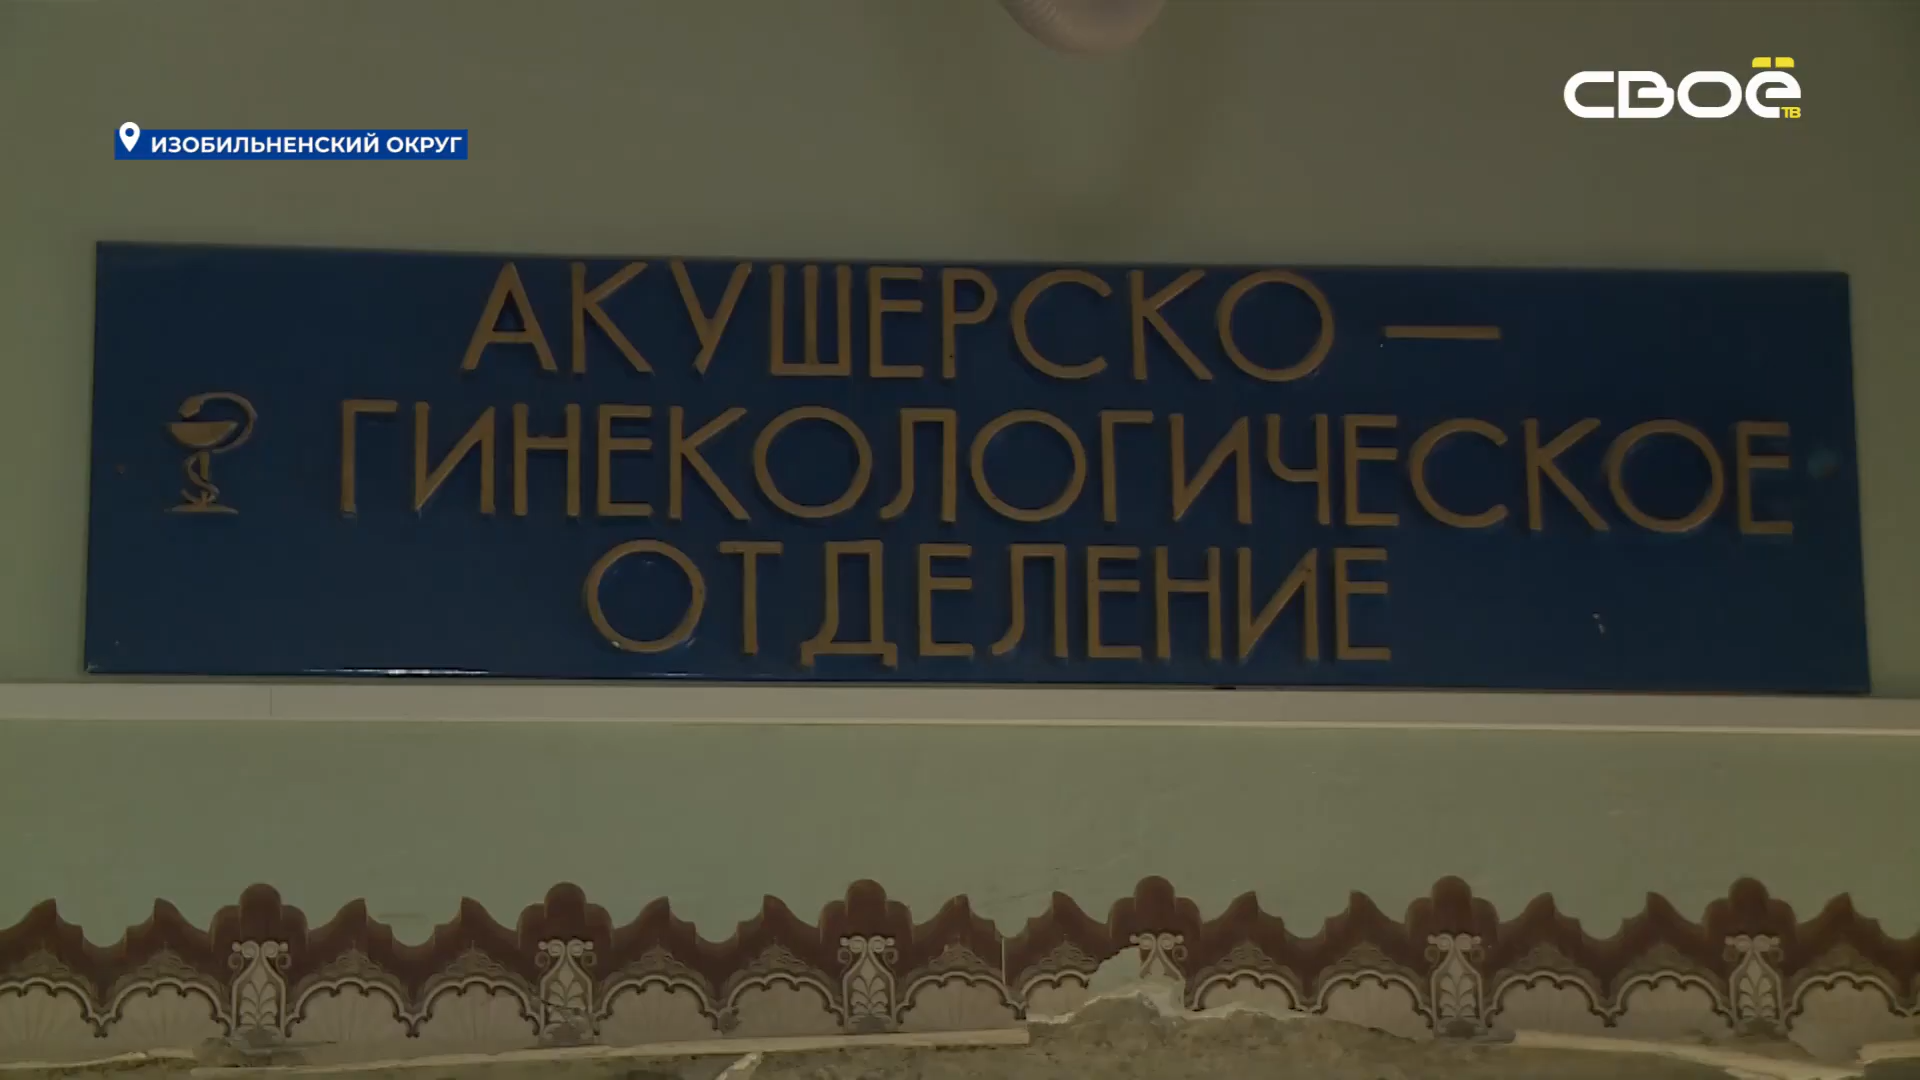 СВОЁ
ТВ
ИЗОБИЛЬНЕНСКИЙ ОКРУГ
АКУШЕРСКО —
ГИНЕКОЛОГИЧЕСКОЕ
ОТДЕЛЕНИЕ